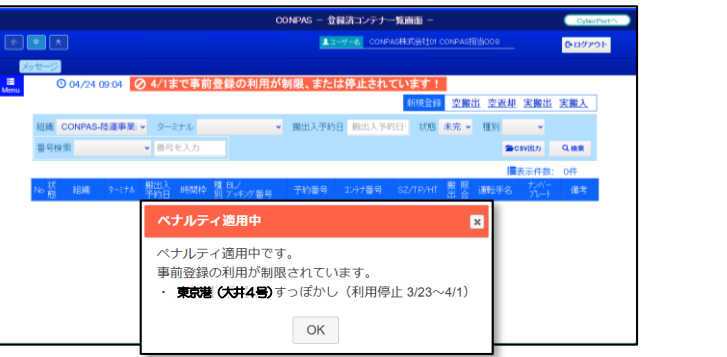 CONPAS － 登録済コンテナ一覧画面 －
CyberPortへ
小 中 大
ユーザー名 CONPAS株式会社01 CONPAS担当008
ログアウト
メッセージ
Menu
04/24 09:04 4/1まで事前登録の利用が制限、または停止されています！
新規登録 空搬出 空返却 実搬出 実搬入
組織 CONPAS-陸運事業 ターミナル 搬出入予約日 搬出入予約日 状態 未完 種別
番号検索 番号を入力
CSV出力 検索
表示件数: 0件
No 状態 組織 ターミナル 搬出入予約日 時間枠 種別 BL/ブッキング番号 予約番号 コンテナ番号 SZ/TP/HT 搬出 照合 運転手名 ナンバープレート 備考
ペナルティ適用中
ペナルティ適用中です。
事前登録の利用が制限されています。
・ 東京港（大井4号）すっぽかし（利用停止 3/23～4/1）
OK